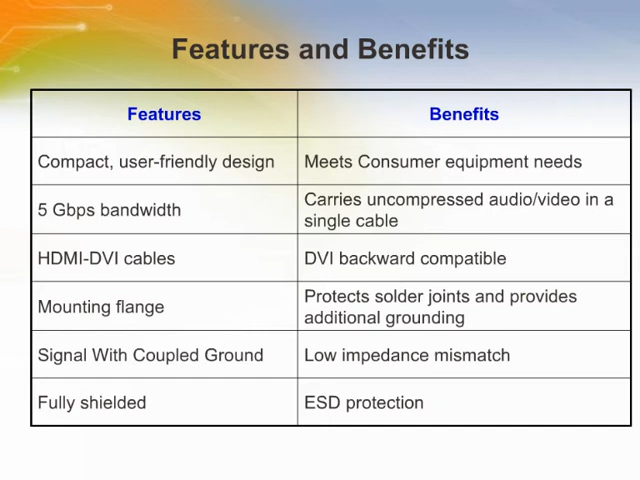 Features and Benefits
Features
Benefits
Compact, user-friendly design
Meets Consumer equipment needs
5 Gbps bandwidth
Carries uncompressed audio/video in a
single cable
HDMI-DVI cables
DVI backward compatible
Mounting flange
Protects solder joints and provides
additional grounding
Signal With Coupled Ground
Low impedance mismatch
Fully shielded
ESD protection